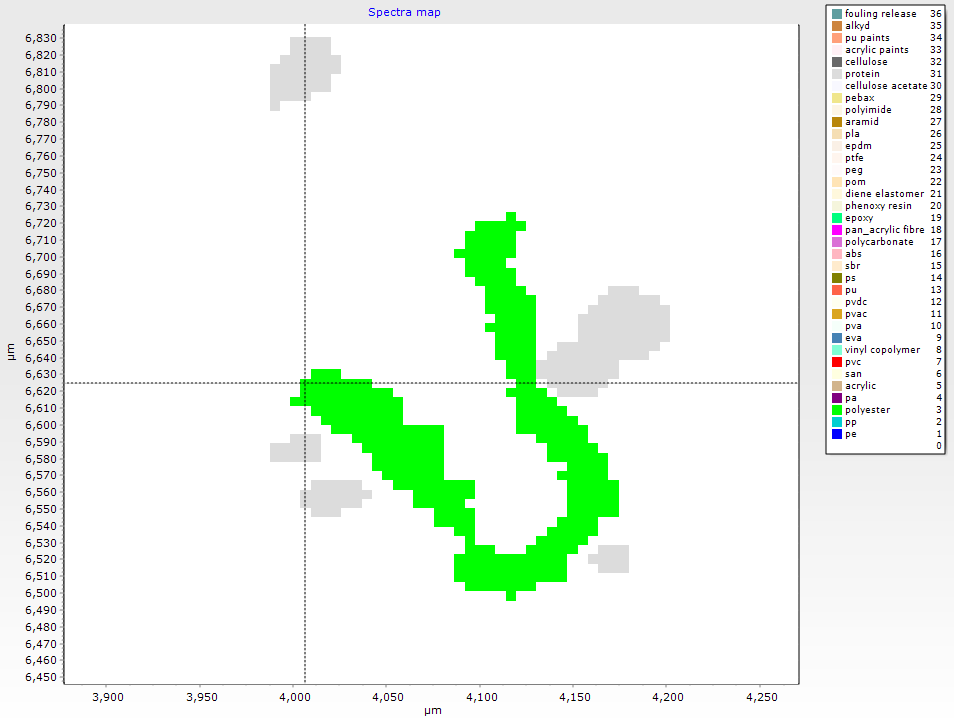 Spectra map
6,830
6,820
6,810
6,800
6,790
6,780
6,770
6,760
6,750
6,740
6,730
6,720
6,710
6,700
6,690
6,680
6,670
6,660
6,650
6,640
6,630
6,620
6,610
6,600
6,590
6,580
6,570
6,560
6,550
6,540
6,530
6,520
6,510
6,500
6,490
6,480
6,470
6,460
6,450
µm
3,900 3,950 4,000 4,050 4,100 4,150 4,200 4,250
µm
fouling release 36
alkyd 35
pu paints 34
acrylic paints 33
cellulose 32
protein 31
cellulose acetate 30
pebax 29
polyimide 28
aramid 27
pla 26
epdm 25
ptfe 24
peg 23
pom 22
diene elastomer 21
phenoxy resin 20
epoxy 19
pan_acrylic fibre 18
polycarbonate 17
abs 16
sbr 15
ps 14
pu 13
pvdc 12
pvac 11
pva 10
eva 9
vinyl copolymer 8
pvc 7
san 6
acrylic 5
pa 4
polyester 3
pp 2
pe 1
0